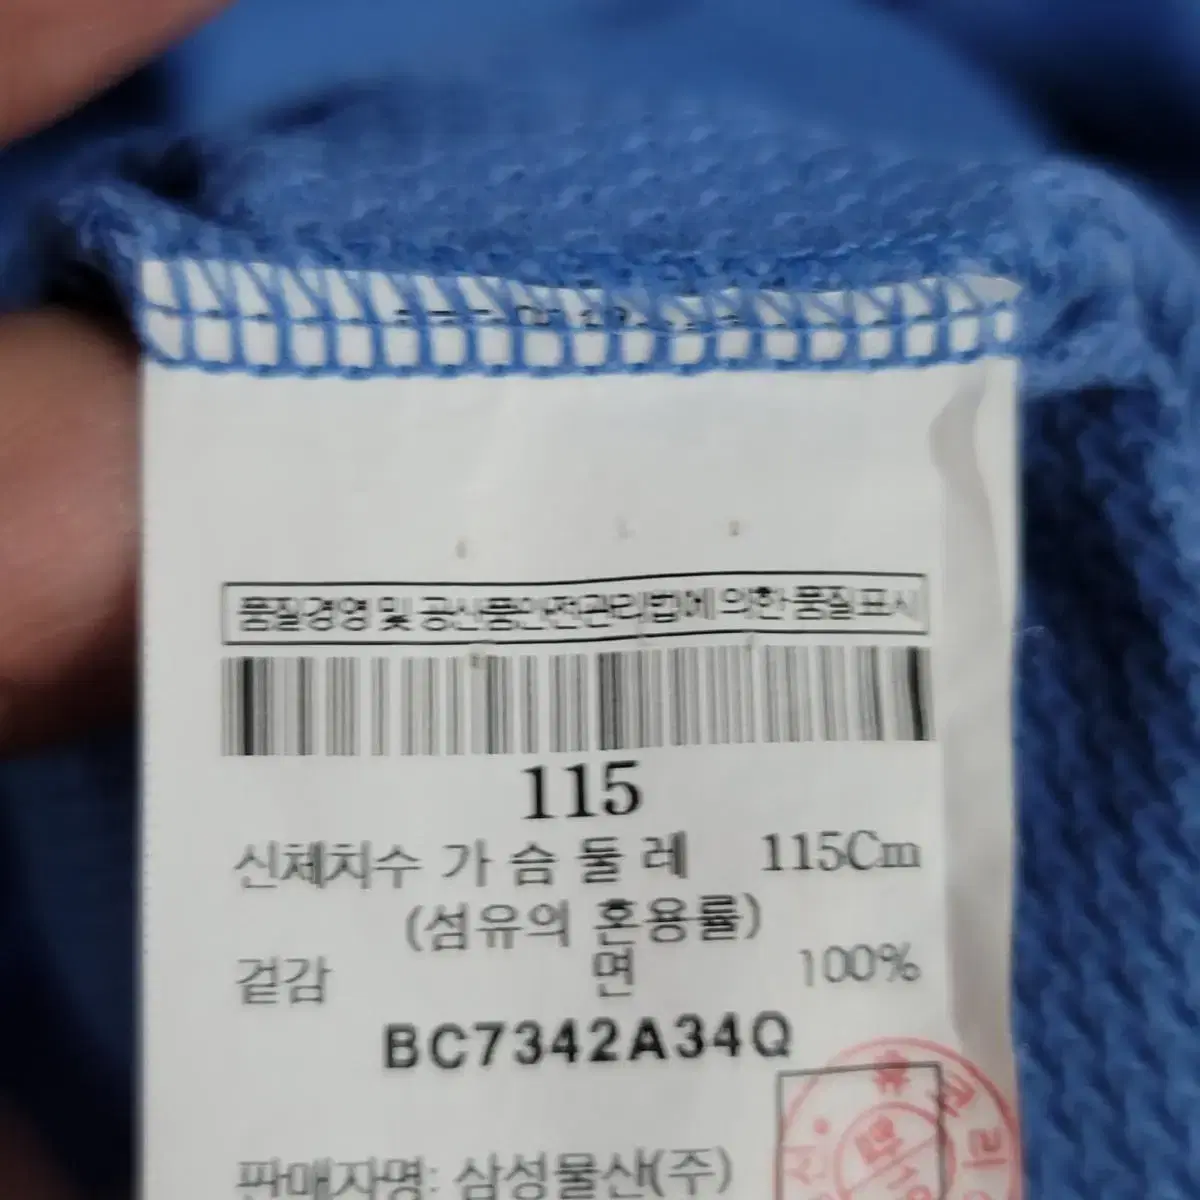 품질경영 및 공산품안전관리법에 의한 품질표시
115
신체치수 가 슴 둘 레 115Cm
(섬유의 혼용률)
겉감 면 100%
BC7342A34Q
판매자명: 삼성물산(주)